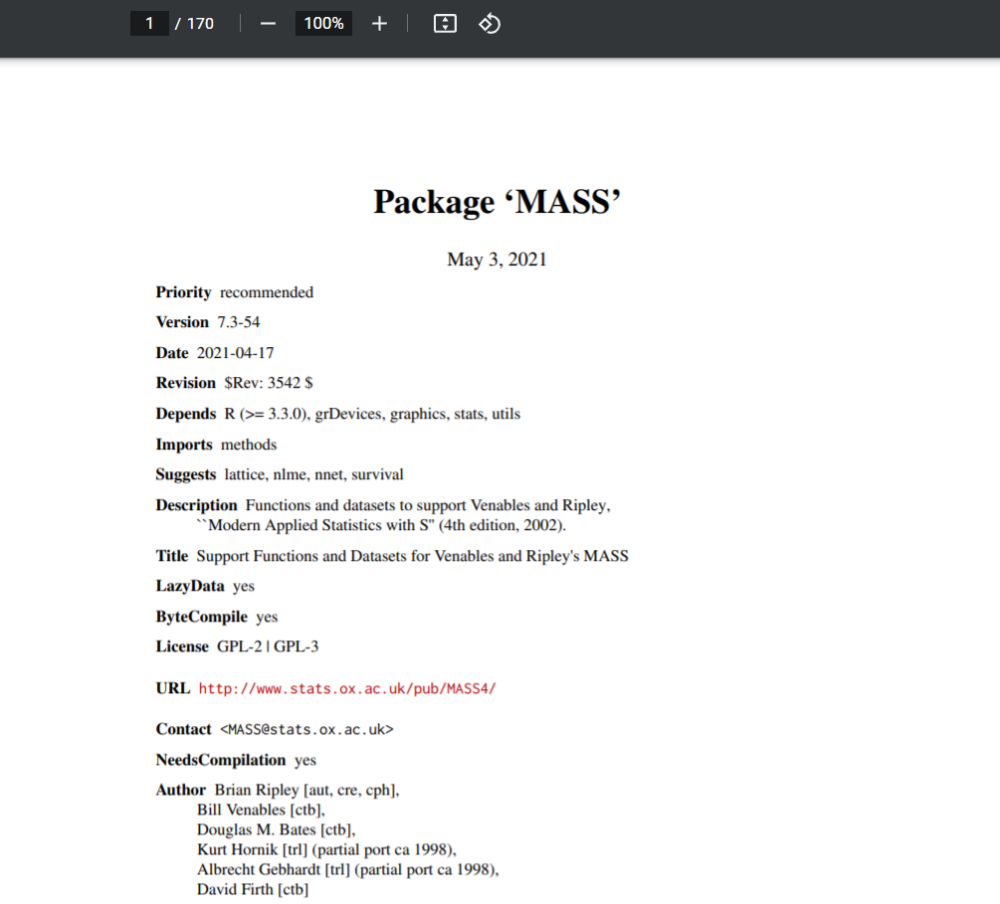 1 / 170 — 100% +
Package ‘MASS’
May 3, 2021
Priority recommended
Version 7.3-54
Date 2021-04-17
Revision $Rev: 3542 $
Depends R (>= 3.3.0), grDevices, graphics, stats, utils
Imports methods
Suggests lattice, nlme, nnet, survival
Description Functions and datasets to support Venables and Ripley,
``Modern Applied Statistics with S'' (4th edition, 2002).
Title Support Functions and Datasets for Venables and Ripley's MASS
LazyData yes
ByteCompile yes
License GPL-2 | GPL-3
URL http://www.stats.ox.ac.uk/pub/MASS4/
Contact <MASS@stats.ox.ac.uk>
NeedsCompilation yes
Author Brian Ripley [aut, cre, cph],
Bill Venables [ctb],
Douglas M. Bates [ctb],
Kurt Hornik [trl] (partial port ca 1998),
Albrecht Gebhardt [trl] (partial port ca 1998),
David Firth [ctb]